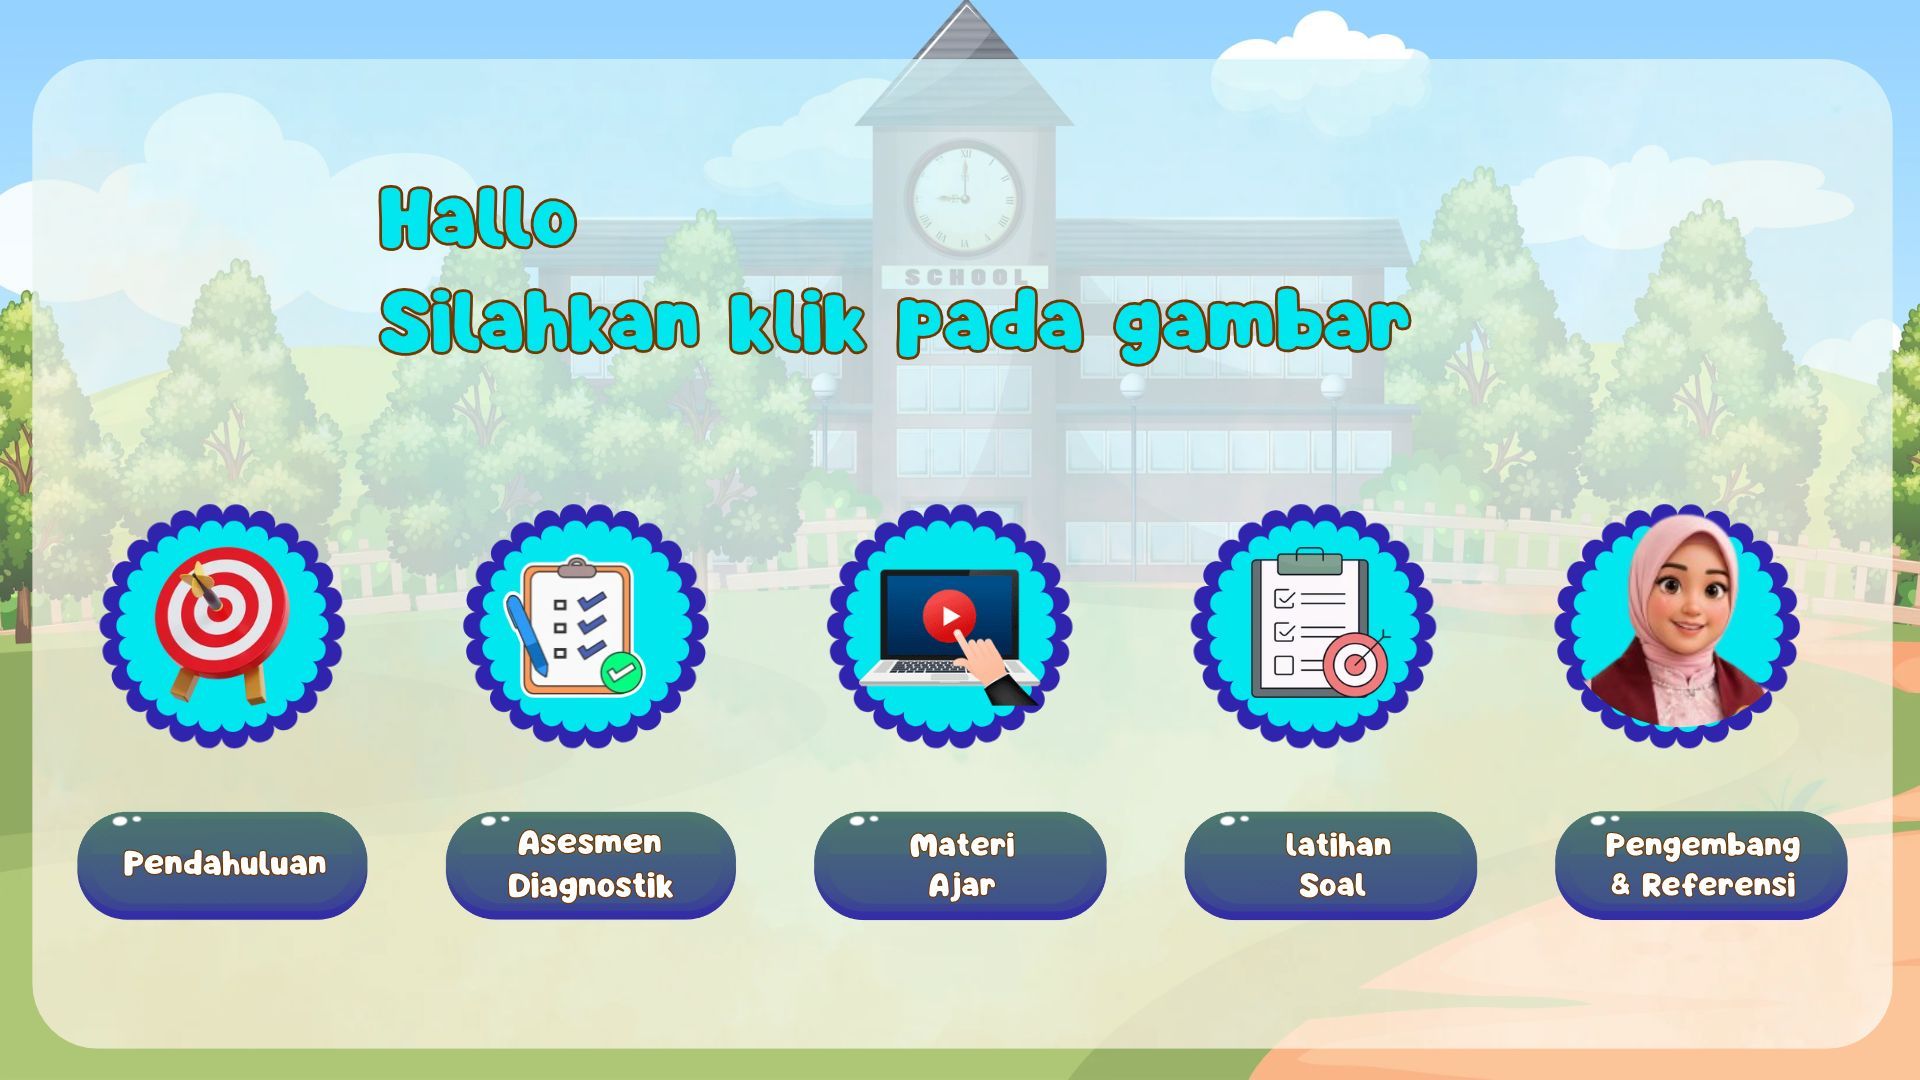 SCHOOL
Hallo
Silahkan klik pada gambar
Pendahuluan
Asesmen
Diagnostik
Materi
Ajar
Latihan
Soal
Pengembang
& Referensi